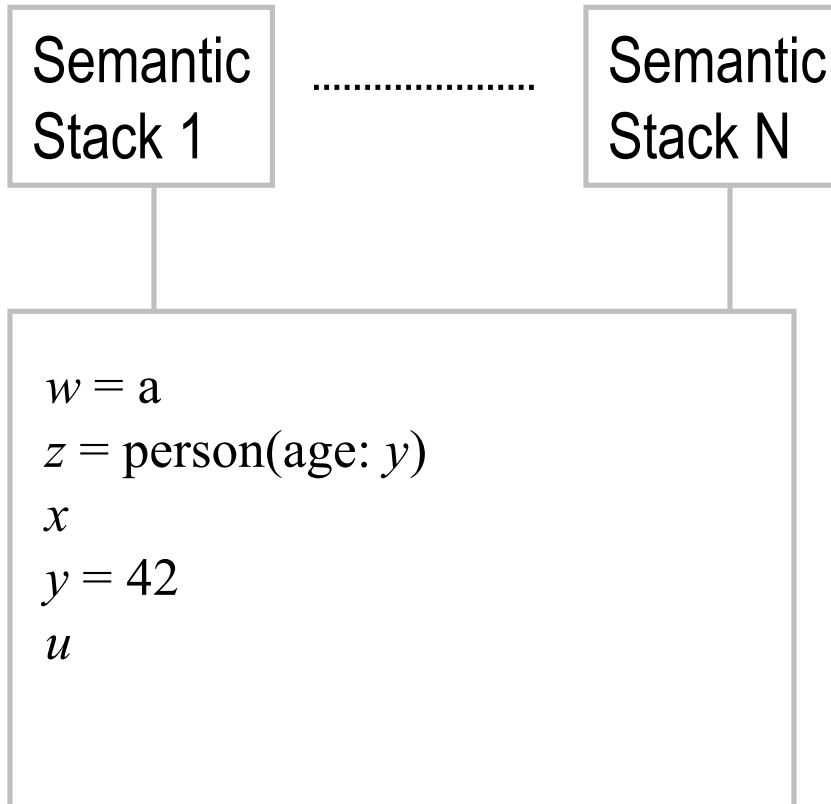 Semantic
Stack 1
Semantic
Stack N
w = a
z = person(age: y)
x
y = 42
u